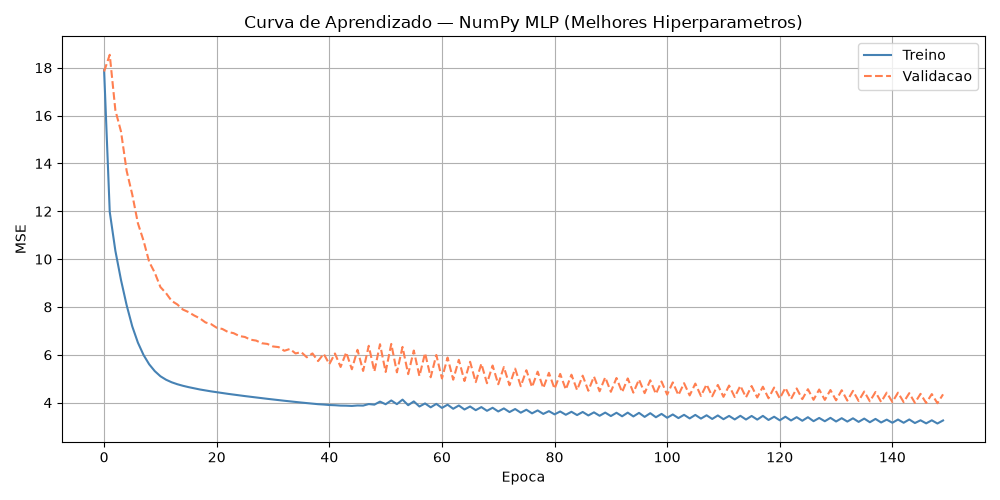 Curva de Aprendizado — NumPy MLP (Melhores Hiperparametros)
Treino
Validacao
MSE
18
16
14
12
10
8
6
4
0 20 40 60 80 100 120 140
Epoca